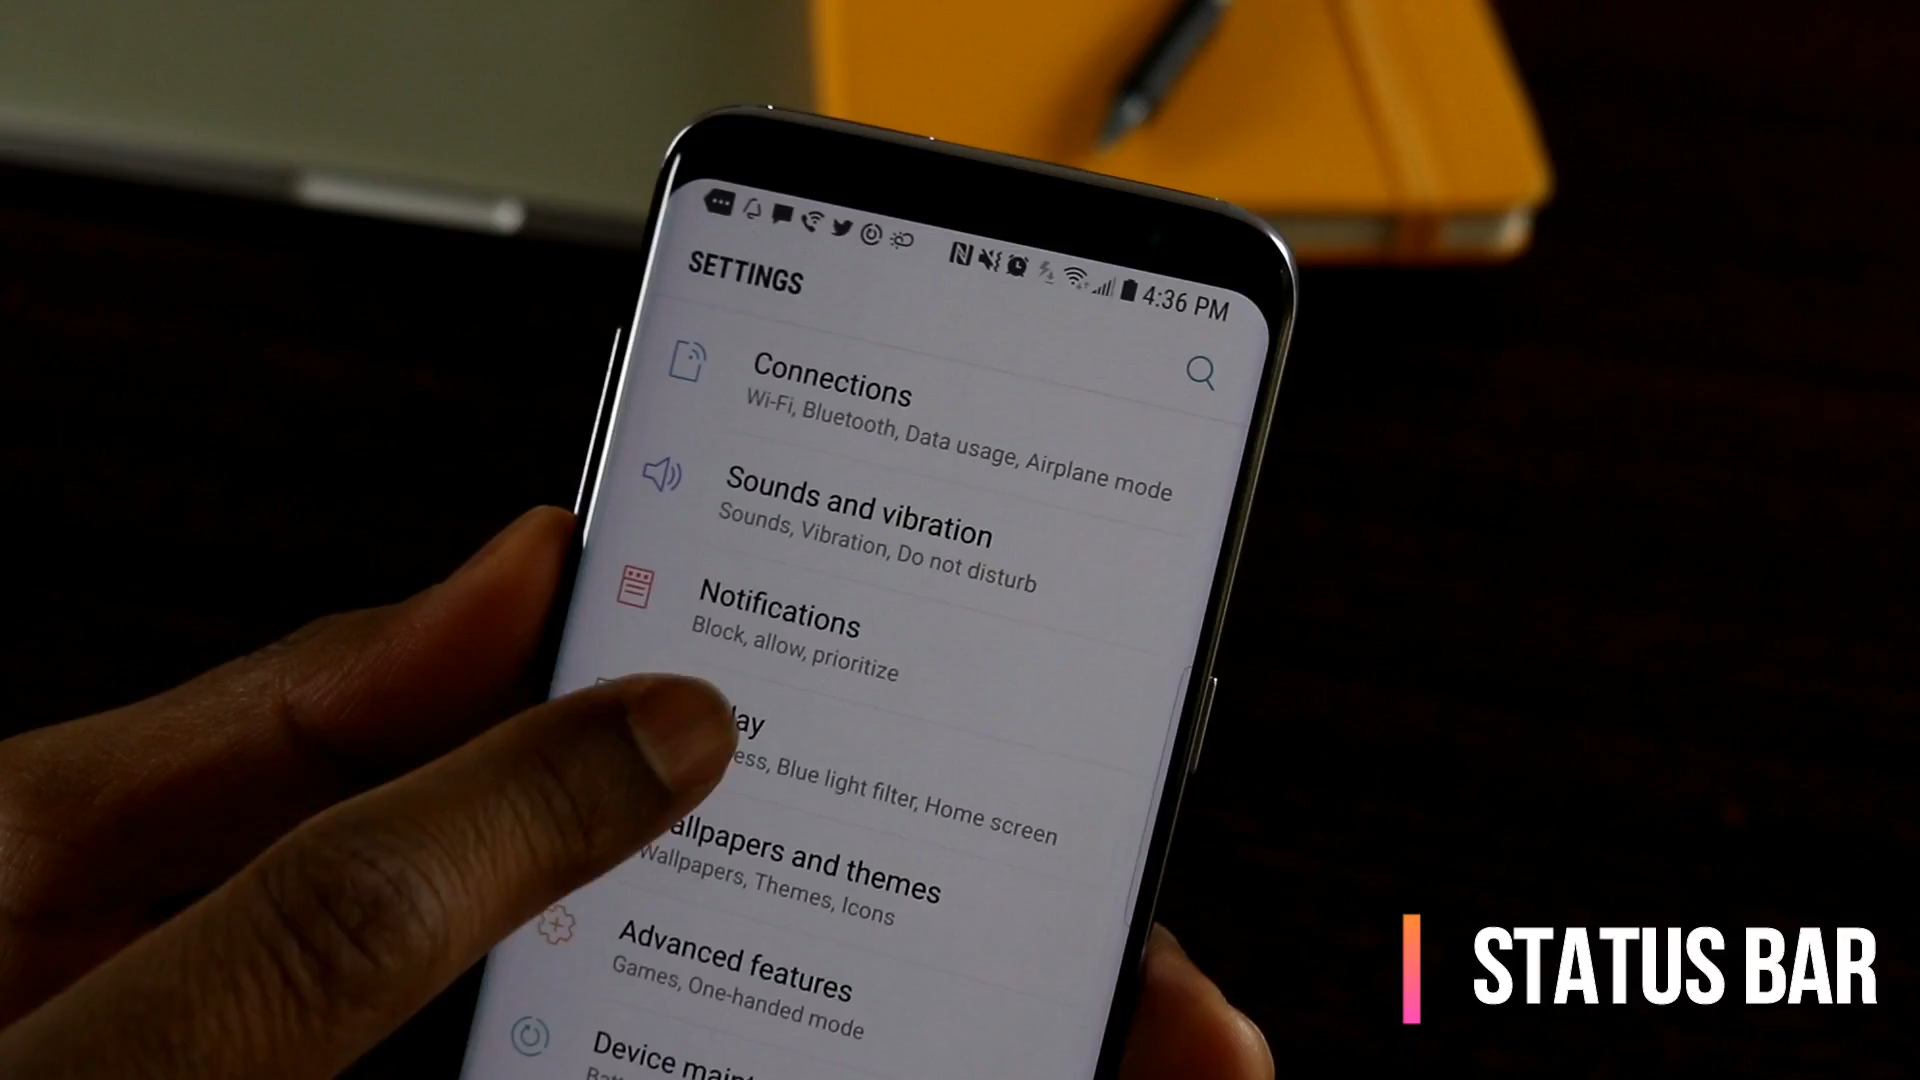 4:36 PM
SETTINGS
Connections
Wi-Fi, Bluetooth, Data usage, Airplane mode
Sounds and vibration
Sounds, Vibration, Do not disturb
Notifications
Block, allow, prioritize
lay
ess, Blue light filter, Home screen
allpapers and themes
Wallpapers, Themes, Icons
Advanced features
Games, One-handed mode
Device
STATUS BAR